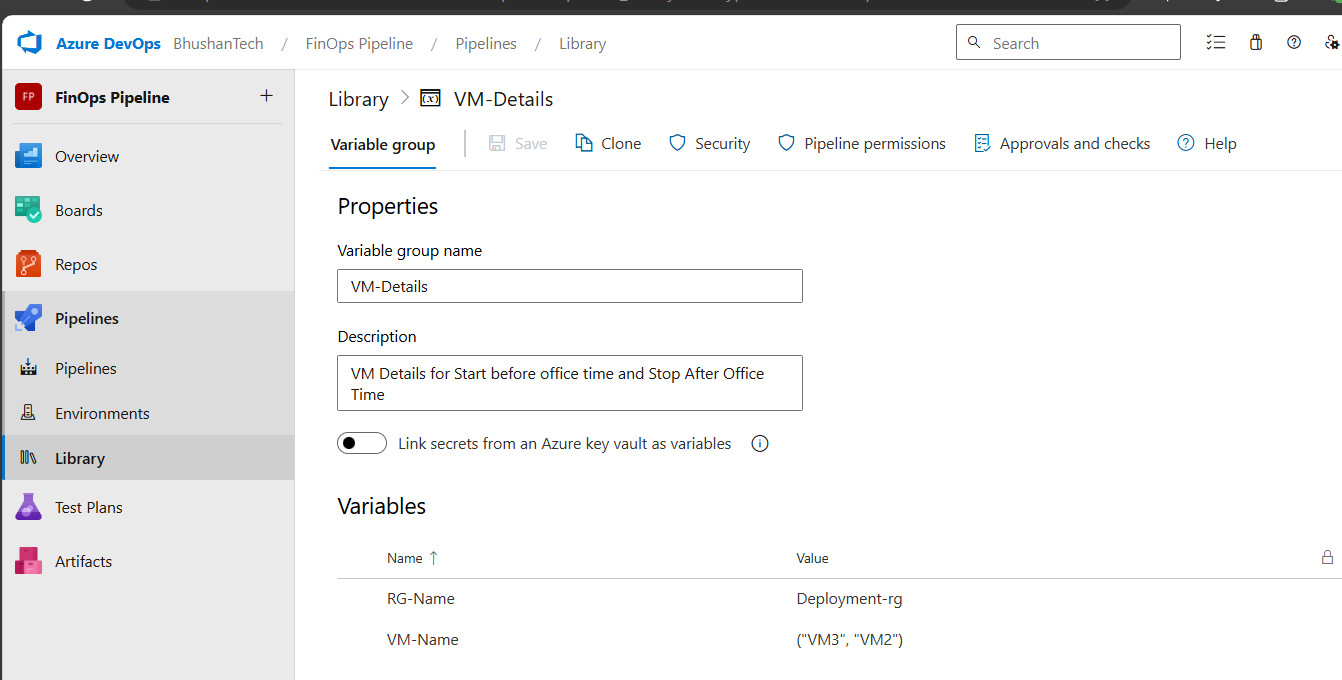 Azure DevOps BhushanTech / FinOps Pipeline / Pipelines / Library
Search
FP FinOps Pipeline +
Library > (x) VM-Details
Variable group Save Clone Security Pipeline permissions Approvals and checks ? Help
Overview
Boards
Repos
Pipelines
Pipelines
Environments
Library
Test Plans
Artifacts
Properties
Variable group name
VM-Details
Description
VM Details for Start before office time and Stop After Office
Time
Link secrets from an Azure key vault as variables
Variables
Name ↑ Value
RG-Name Deployment-rg
VM-Name ("VM3", "VM2")